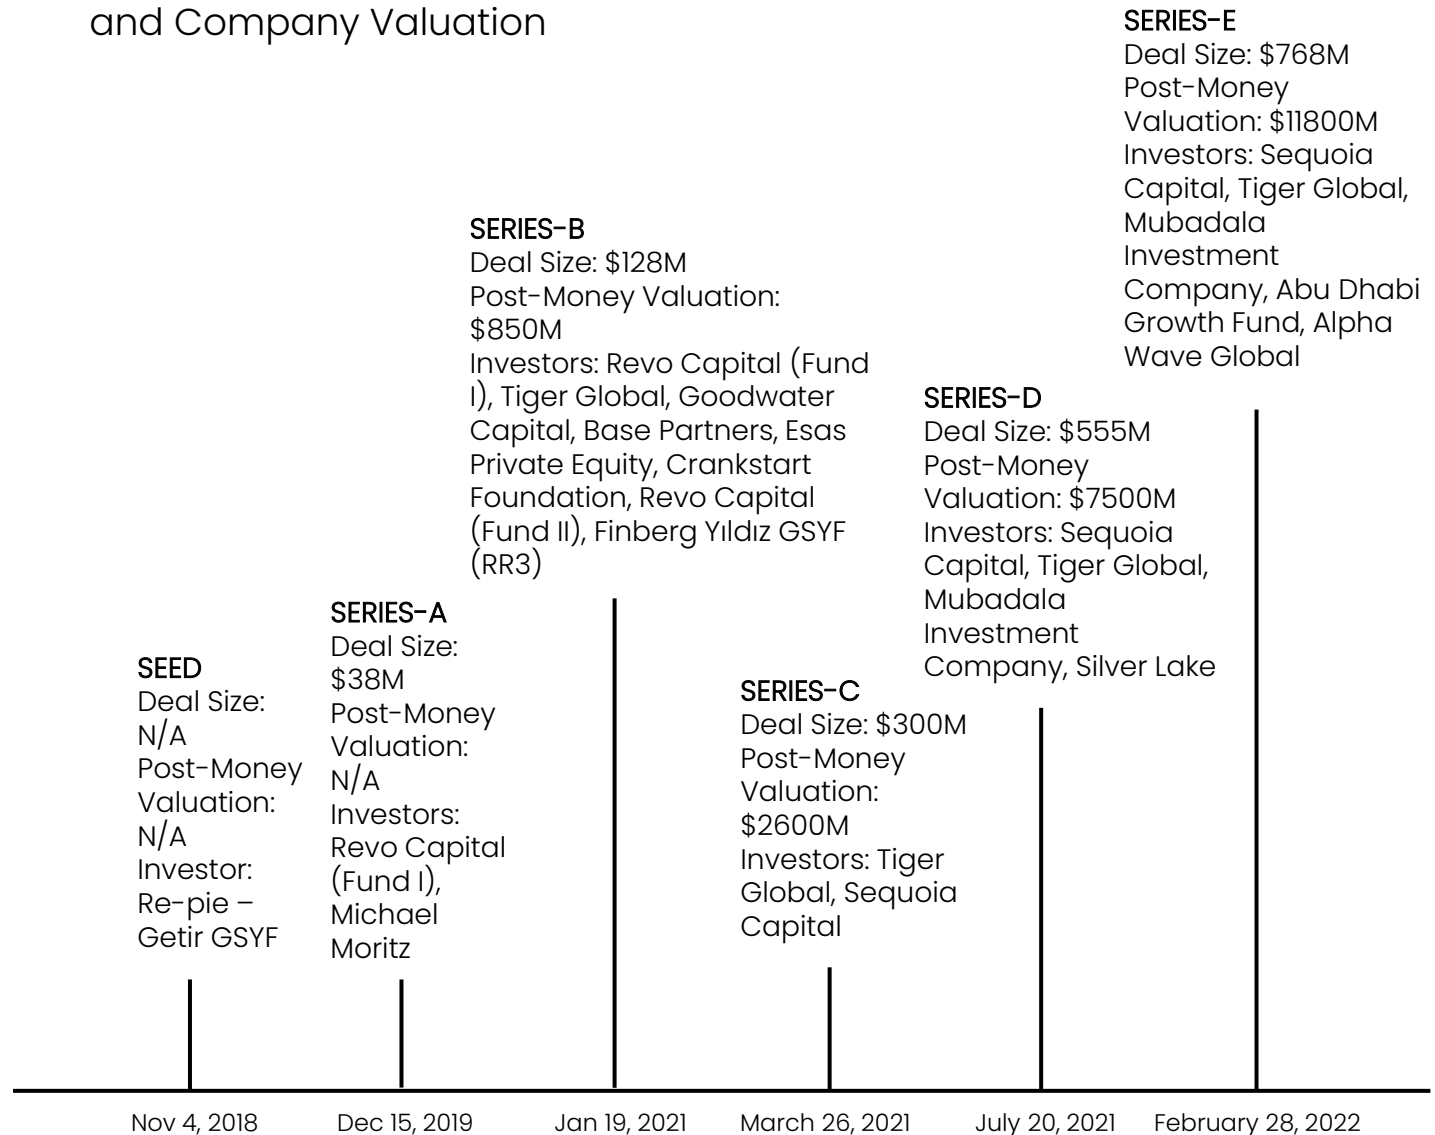 and Company Valuation
SERIES-E
Deal Size: $768M
Post-Money
Valuation: $11800M
Investors: Sequoia
Capital, Tiger Global,
Mubadala
Investment
Company, Abu Dhabi
Growth Fund, Alpha
Wave Global
SERIES-B
Deal Size: $128M
Post-Money Valuation:
$850M
Investors: Revo Capital (Fund
I), Tiger Global, Goodwater
Capital, Base Partners, Esas
Private Equity, Crankstart
Foundation, Revo Capital
(Fund II), Finberg Yıldız GSYF
(RR3)
SERIES-D
Deal Size: $555M
Post-Money
Valuation: $7500M
Investors: Sequoia
Capital, Tiger Global,
Mubadala
Investment
Company, Silver Lake
SERIES-A
Deal Size:
$38M
Post-Money
Valuation:
N/A
Investors:
Revo Capital
(Fund I),
Michael
Moritz
SEED
Deal Size:
N/A
Post-Money
Valuation:
N/A
Investor:
Re-pie –
Getir GSYF
SERIES-C
Deal Size: $300M
Post-Money
Valuation:
$2600M
Investors: Tiger
Global, Sequoia
Capital
Nov 4, 2018
Dec 15, 2019
Jan 19, 2021
March 26, 2021
July 20, 2021
February 28, 2022